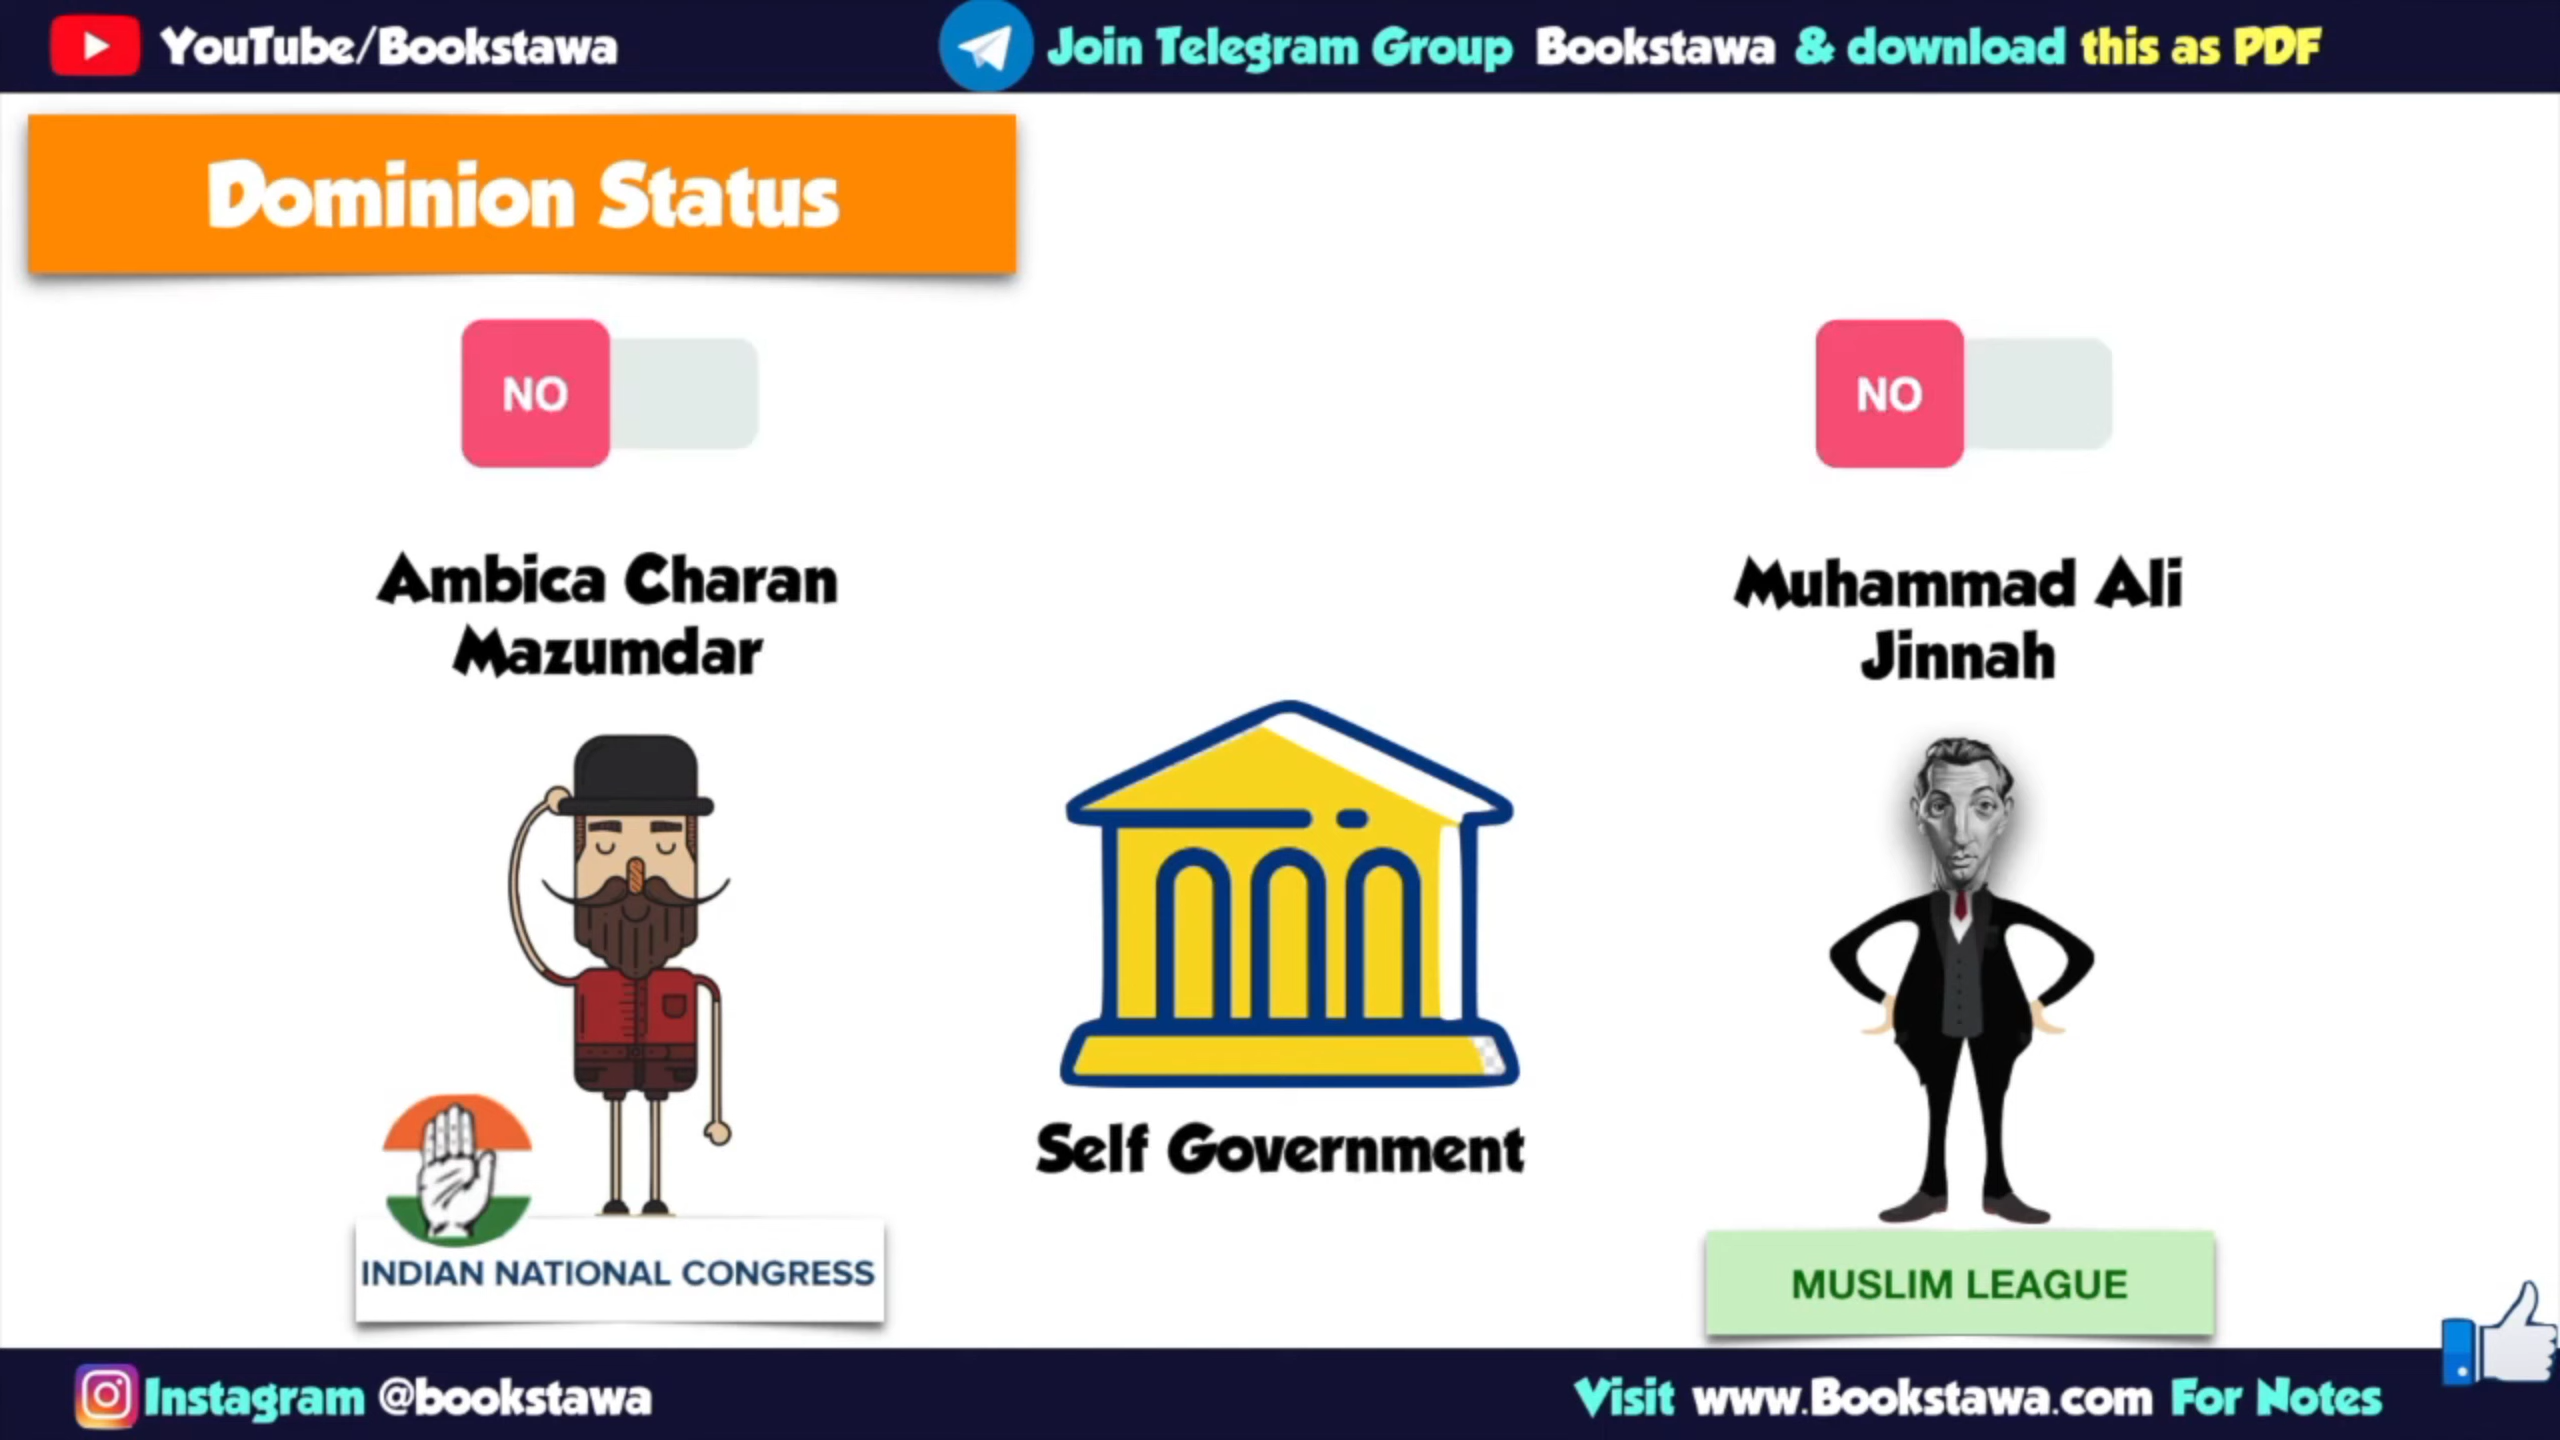 YouTube/Bookstawa
Join Telegram Group Bookstawa & download this as PDF
Dominion Status
NO
NO
Ambica Charan
Mazumdar
Muhammad Ali
Jinnah
Self Government
INDIAN NATIONAL CONGRESS
MUSLIM LEAGUE
Instagram @bookstawa
Visit www.Bookstawa.com For Notes